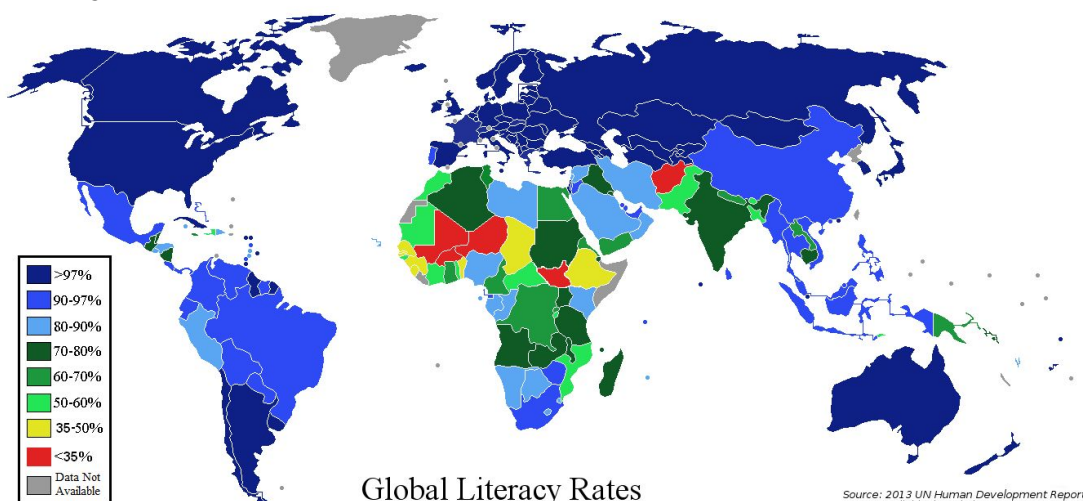 >97%
90-97%
80-90%
70-80%
60-70%
50-60%
35-50%
<35%
Data Not
Available
Global Literacy Rates
Source: 2013 UN Human Development Report